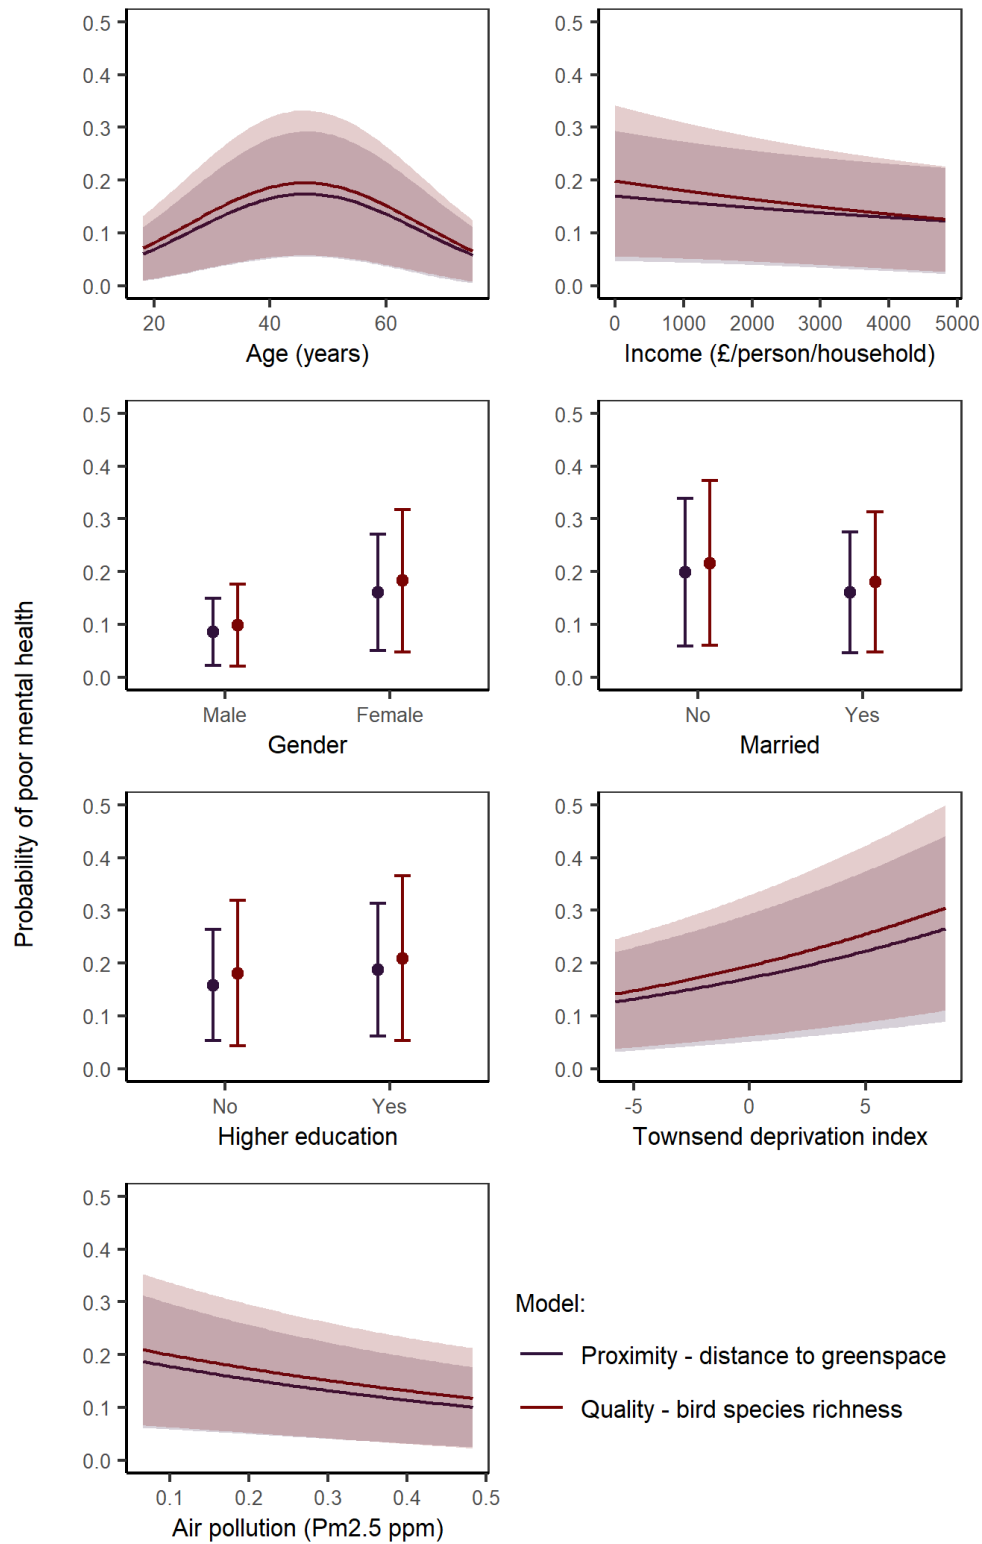 Probability of poor mental health
0.5
0.4
0.3
0.2
0.1
0.0
20 40 60
Age (years)
0.5
0.4
0.3
0.2
0.1
0.0
0 1000 2000 3000 4000 5000
Income (£/person/household)
0.5
0.4
0.3
0.2
0.1
0.0
Male Female
Gender
0.5
0.4
0.3
0.2
0.1
0.0
No Yes
Married
0.5
0.4
0.3
0.2
0.1
0.0
No Yes
Higher education
0.5
0.4
0.3
0.2
0.1
0.0
-5 0 5
Townsend deprivation index
0.5
0.4
0.3
0.2
0.1
0.0
0.1 0.2 0.3 0.4 0.5
Air pollution (Pm2.5 ppm)
Model:
Proximity - distance to greenspace
Quality - bird species richness